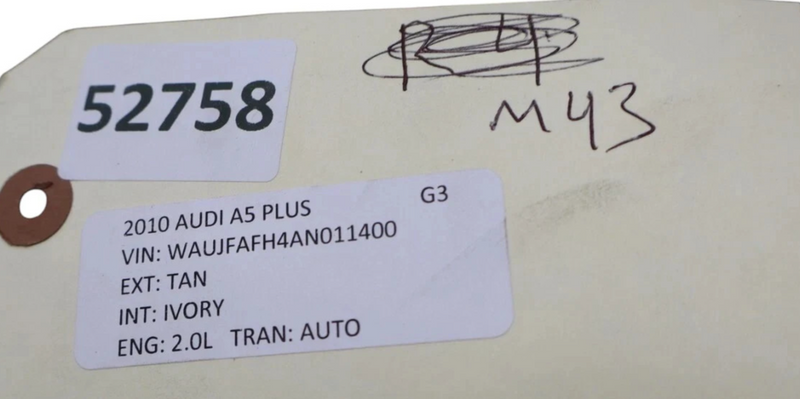 52758
M43
2010 AUDI A5 PLUS G3
VIN: WAUJFAFH4AN011400
EXT: TAN
INT: IVORY
ENG: 2.0L TRAN: AUTO